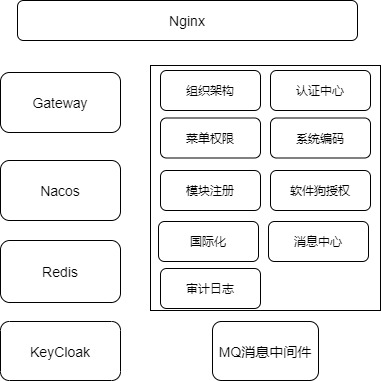 Nginx
Gateway
Nacos
Redis
KeyCloak
组织架构
认证中心
菜单权限
系统编码
模块注册
软件狗授权
国际化
消息中心
审计日志
MQ消息中间件